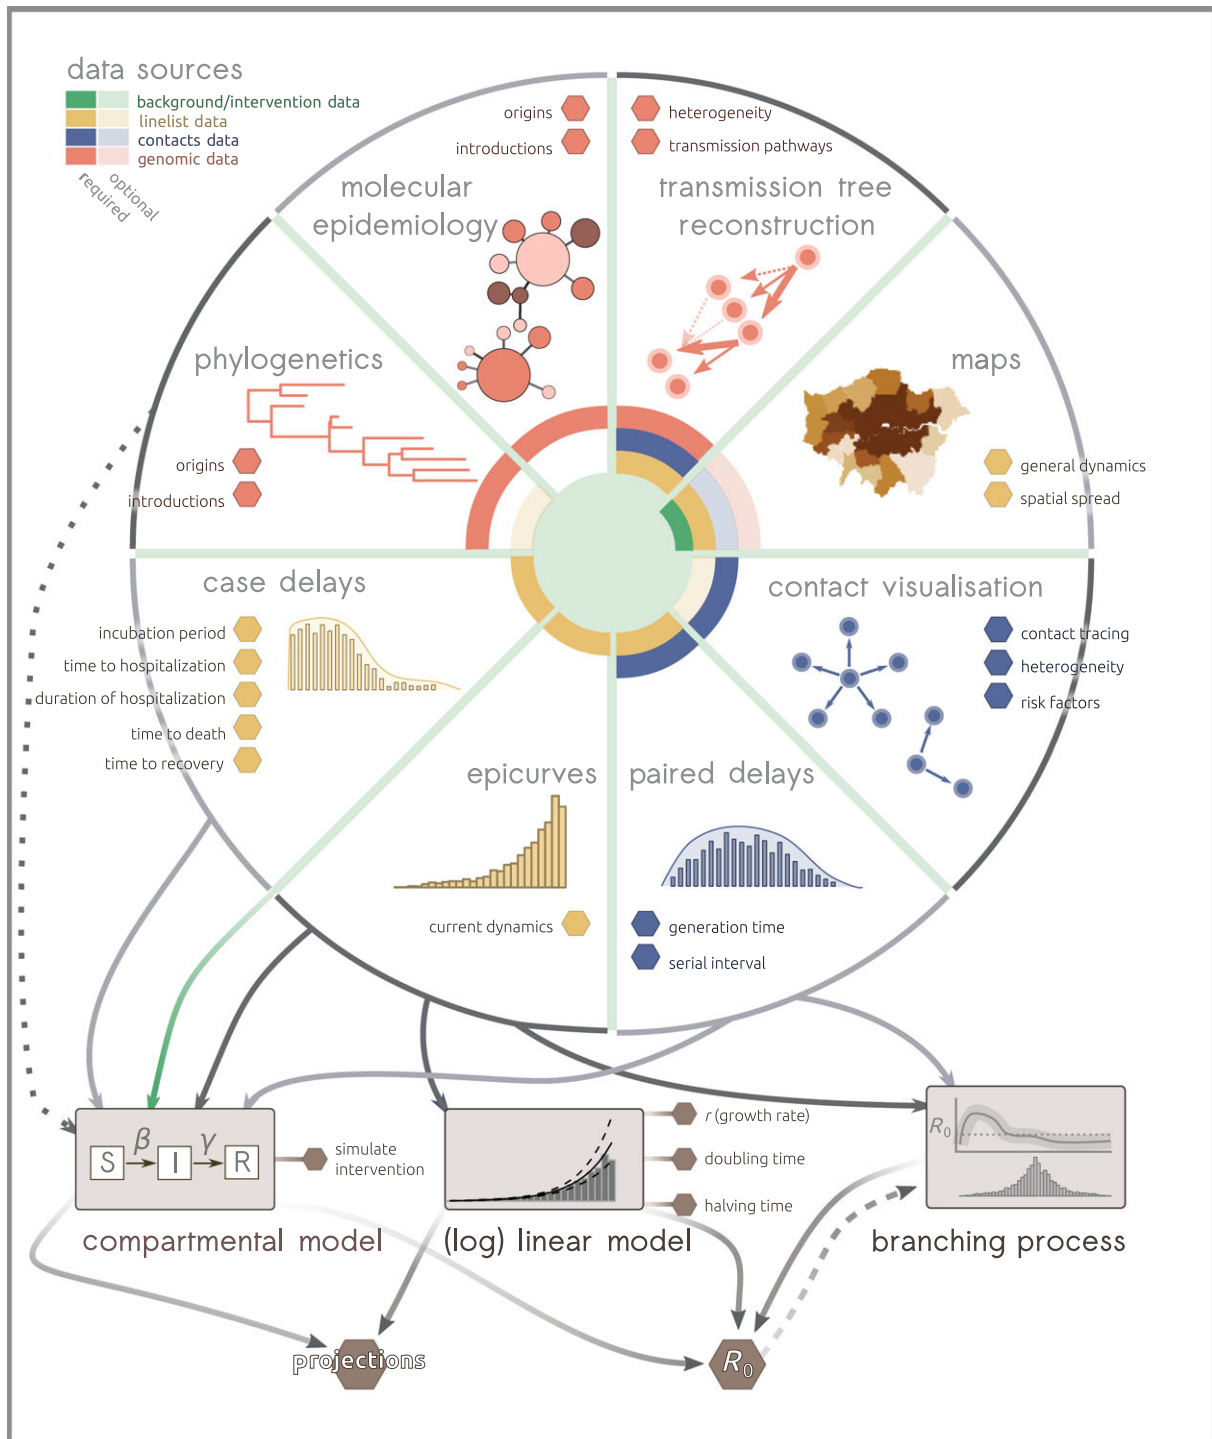 data sources
background/intervention data
linelist data
contacts data
genomic data
required
optional
origins
introductions
molecular
epidemiology
heterogeneity
transmission pathways
transmission tree
reconstruction
phylogenetics
origins
introductions
maps
general dynamics
spatial spread
case delays
incubation period
time to hospitalization
duration of hospitalization
time to death
time to recovery
contact visualisation
contact tracing
heterogeneity
risk factors
epicurves
current dynamics
paired delays
generation time
serial interval
S β I γ R
simulate
intervention
compartmental model
r (growth rate)
doubling time
halving time
(log) linear model
R0
branching process
projections
R0